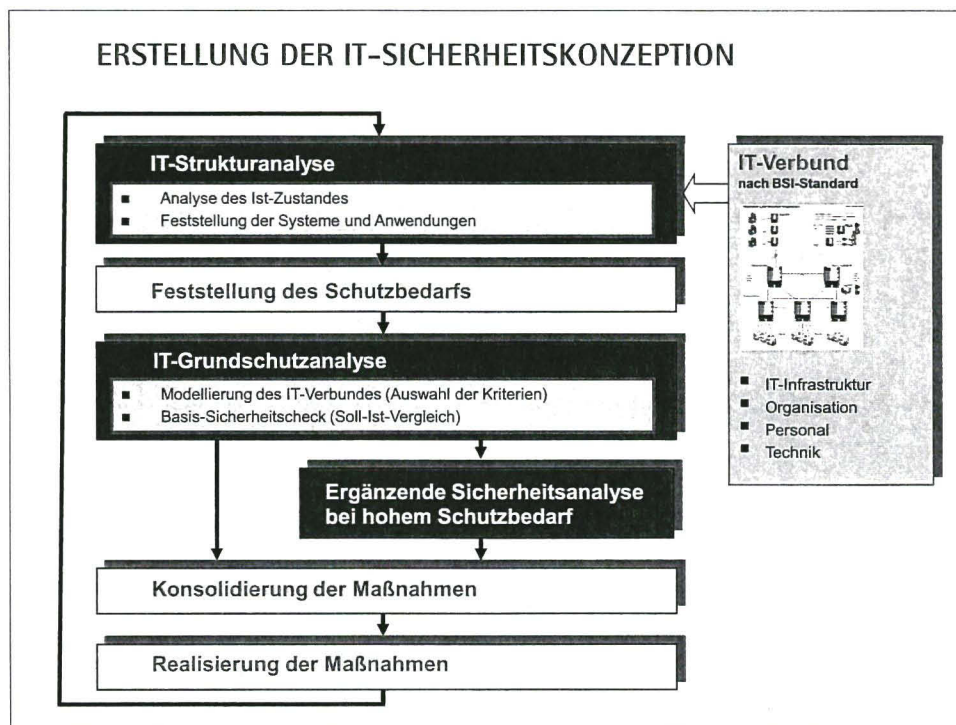 ERSTELLUNG DER IT-SICHERHEITSKONZEPTION
IT-Strukturanalyse
■ Analyse des Ist-Zustandes
■ Feststellung der Systeme und Anwendungen
Feststellung des Schutzbedarfs
IT-Grundschutzanalyse
■ Modellierung des IT-Verbundes (Auswahl der Kriterien)
■ Basis-Sicherheitscheck (Soll-Ist-Vergleich)
Ergänzende Sicherheitsanalyse
bei hohem Schutzbedarf
Konsolidierung der Maßnahmen
Realisierung der Maßnahmen
IT-Verbund
nach BSI-Standard
■ IT-Infrastruktur
■ Organisation
■ Personal
■ Technik